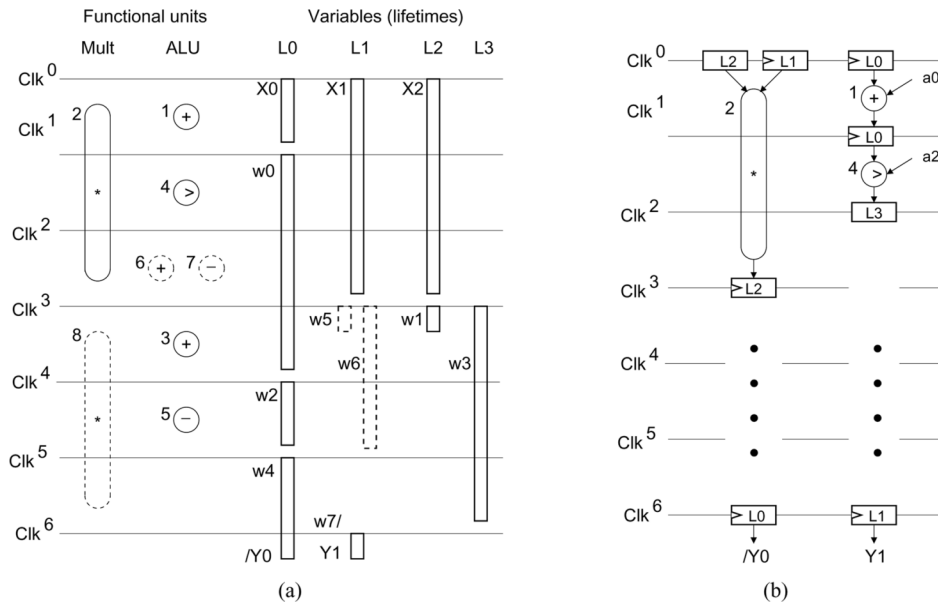 Functional units Variables (lifetimes)
Mult ALU L0 L1 L2 L3
Clk 0
X0 X1 X2
2 1 +
Clk 1
w0
* 4 >
Clk 2
6 + 7 −
Clk 3
w5 w1
8 3 +
w6 w3
Clk 4
w2
* 5 −
Clk 5
w4
Clk 6
w7/
/Y0 Y1
(a)
Clk 0 L2 L1 L0
a0
1 +
Clk 1 2
L0
a2
4 >
*
Clk 2 L3
Clk 3 L2
Clk 4
Clk 5
Clk 6 L0 L1
/Y0 Y1
(b)